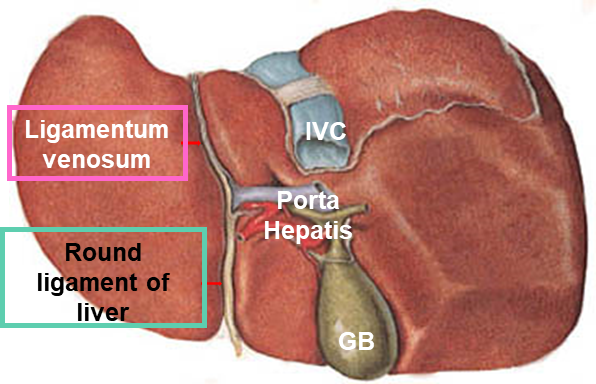 Ligamentum
venosum
IVC
Porta
Hepatis
Round
ligament of
liver
GB